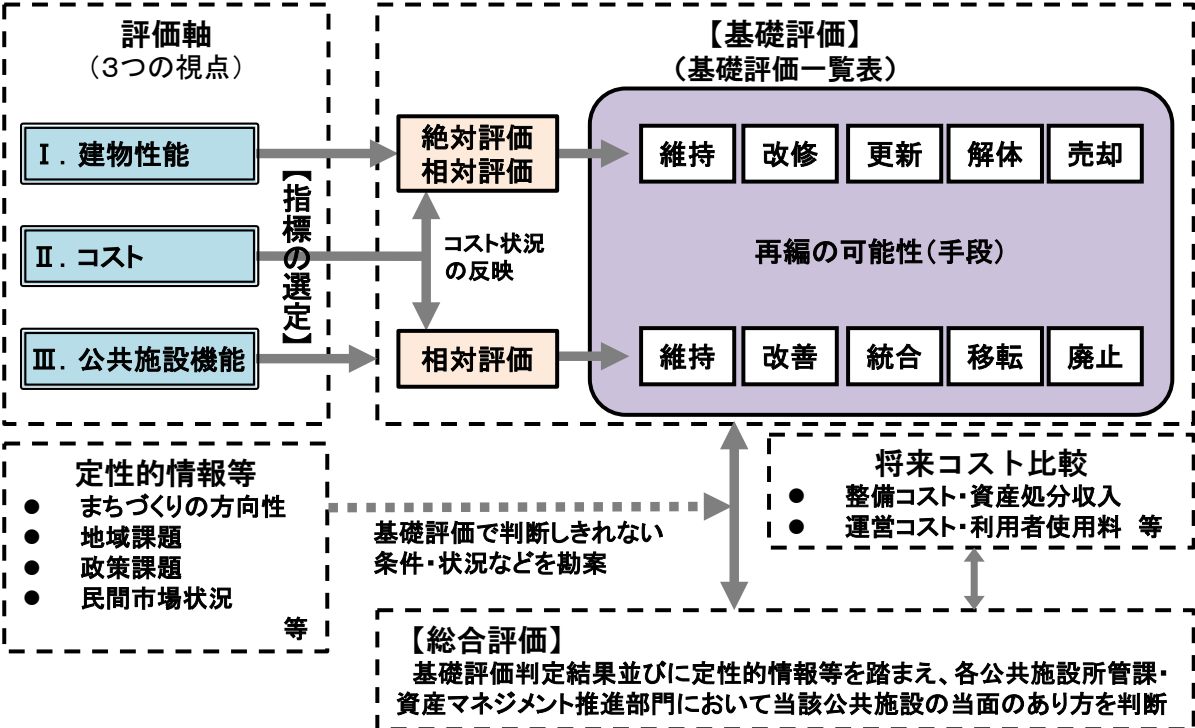 評価軸
（３つの視点）
Ⅰ．建物性能
Ⅱ．コスト
Ⅲ．公共施設機能
【指標の選定】
【基礎評価】
（基礎評価一覧表）
絶対評価
相対評価
コスト状況
の反映
相対評価
維持
改修
更新
解体
売却
再編の可能性（手段）
維持
改善
統合
移転
廃止
定性的情報等
● まちづくりの方向性
● 地域課題
● 政策課題
● 民間市場状況
等
基礎評価で判断しきれない
条件・状況などを勘案
将来コスト比較
● 整備コスト・資産処分収入
● 運営コスト・利用者使用料 等
【総合評価】
基礎評価判定結果並びに定性的情報等を踏まえ、各公共施設所管課・
資産マネジメント推進部門において当該公共施設の当面のあり方を判断